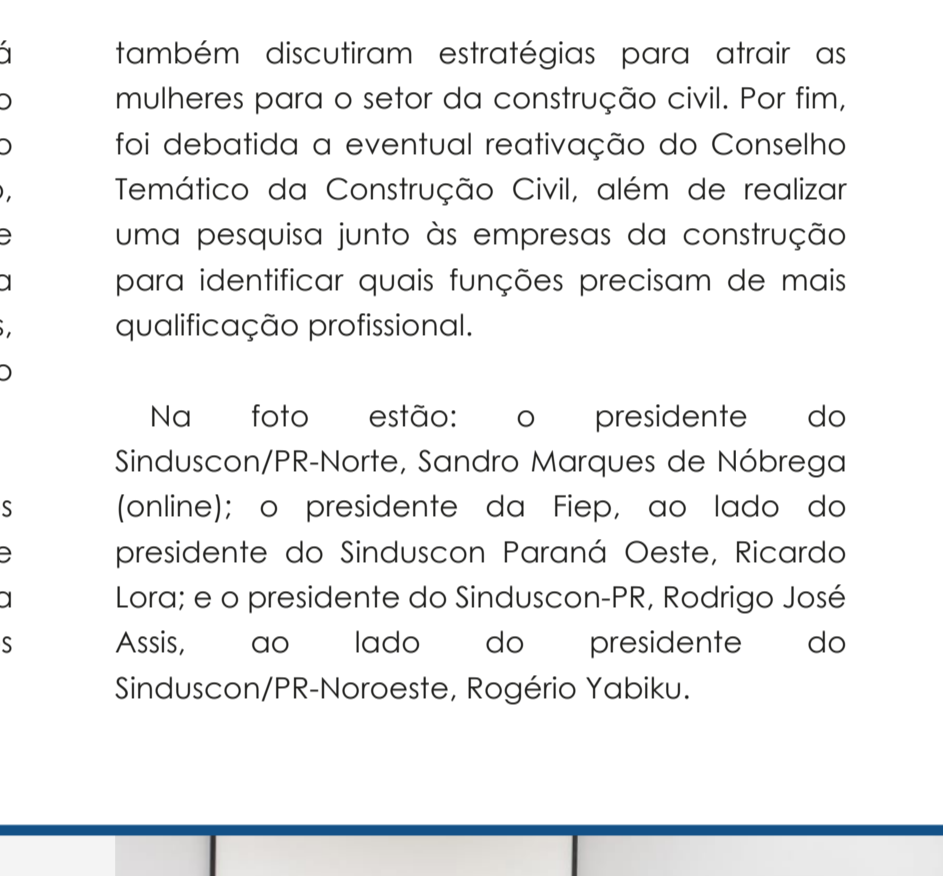 também discutiram estratégias para atrair as
mulheres para o setor da construção civil. Por fim,
foi debatida a eventual reativação do Conselho
Temático da Construção Civil, além de realizar
uma pesquisa junto às empresas da construção
para identificar quais funções precisam de mais
qualificação profissional.
Na foto estão: o presidente do
Sinduscon/PR-Norte, Sandro Marques de Nóbrega
(online); o presidente da Fiep, ao lado do
presidente do Sinduscon Paraná Oeste, Ricardo
Lora; e o presidente do Sinduscon-PR, Rodrigo José
Assis, ao lado do presidente do
Sinduscon/PR-Noroeste, Rogério Yabiku.